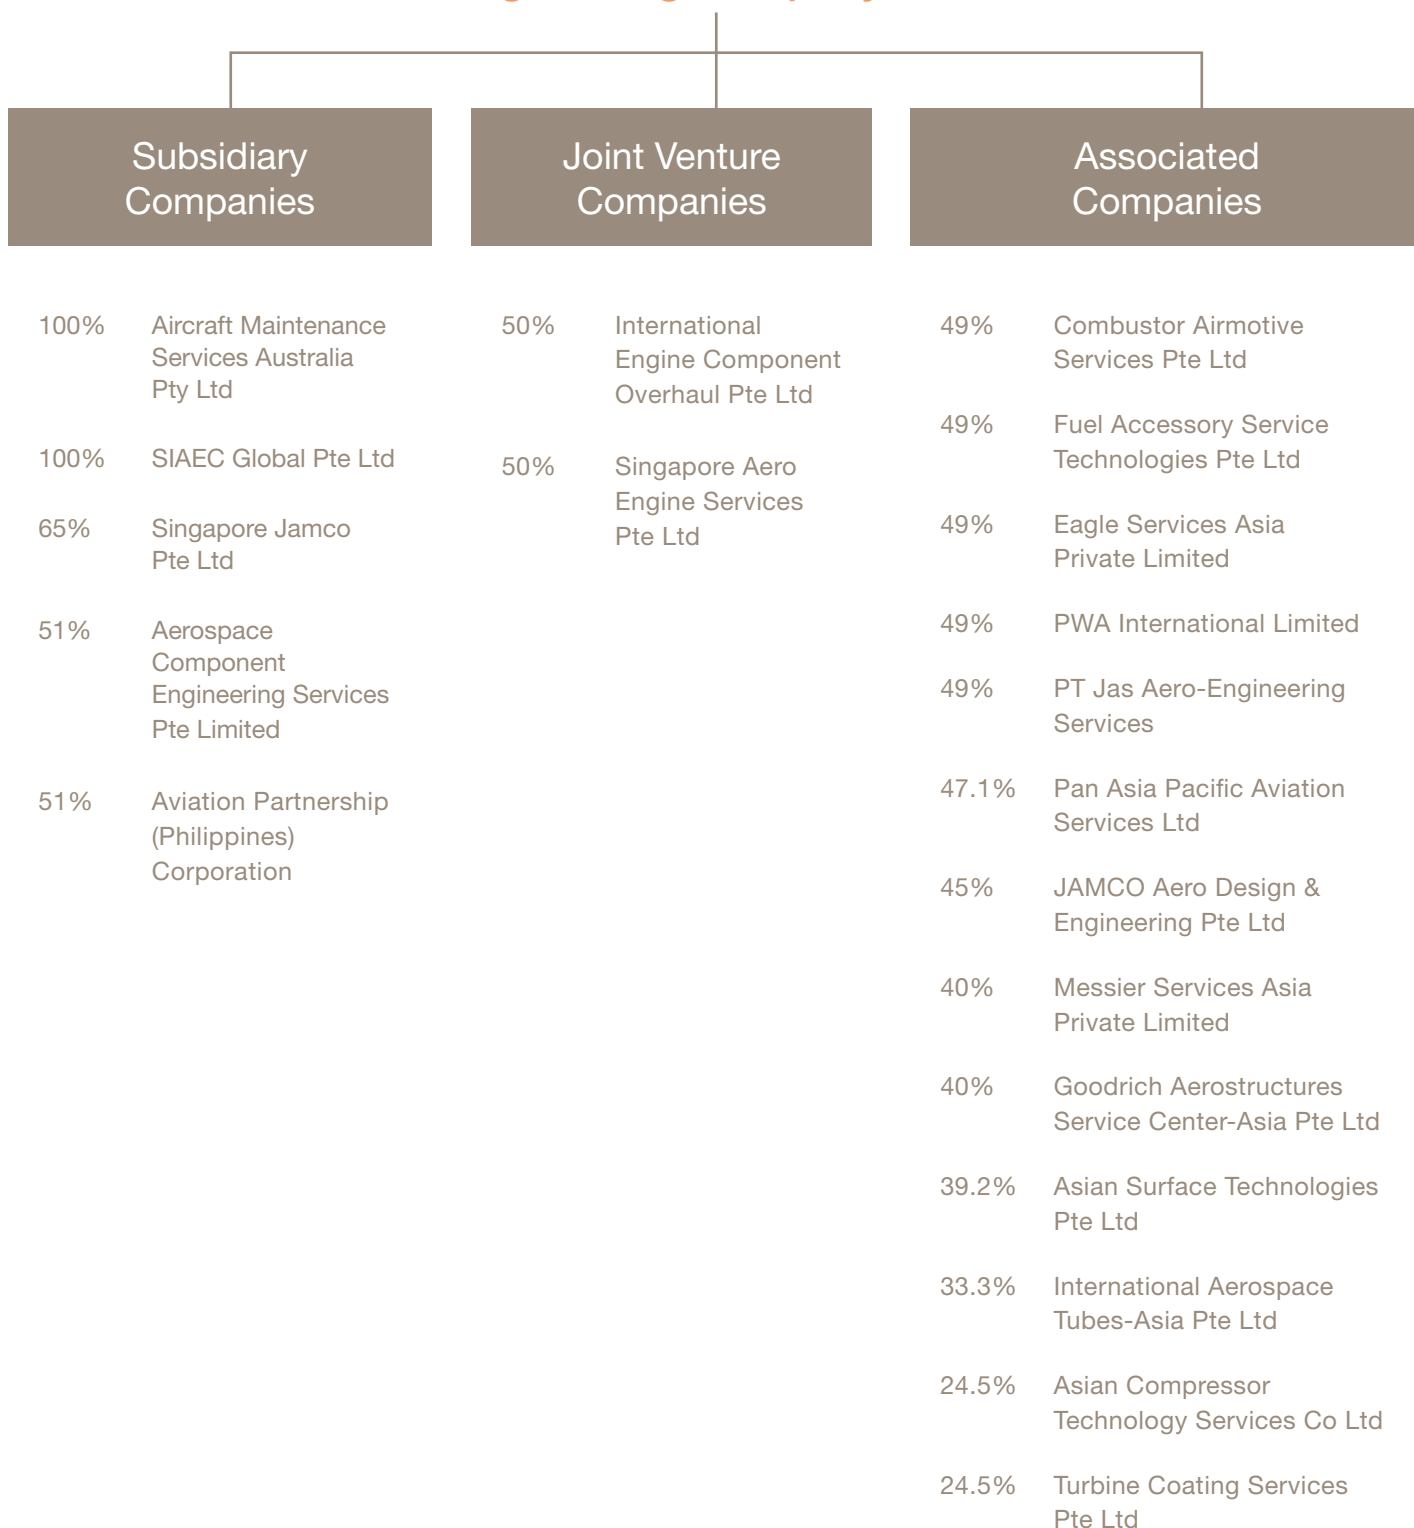 Subsidiary
Companies
100% Aircraft Maintenance
Services Australia
Pty Ltd
100% SIAEC Global Pte Ltd
65% Singapore Jamco
Pte Ltd
51% Aerospace
Component
Engineering Services
Pte Limited
51% Aviation Partnership
(Philippines)
Corporation
Joint Venture
Companies
50% International
Engine Component
Overhaul Pte Ltd
50% Singapore Aero
Engine Services
Pte Ltd
Associated
Companies
49% Combustor Airmotive
Services Pte Ltd
49% Fuel Accessory Service
Technologies Pte Ltd
49% Eagle Services Asia
Private Limited
49% PWA International Limited
49% PT Jas Aero-Engineering
Services
47.1% Pan Asia Pacific Aviation
Services Ltd
45% JAMCO Aero Design &
Engineering Pte Ltd
40% Messier Services Asia
Private Limited
40% Goodrich Aerostructures
Service Center-Asia Pte Ltd
39.2% Asian Surface Technologies
Pte Ltd
33.3% International Aerospace
Tubes-Asia Pte Ltd
24.5% Asian Compressor
Technology Services Co Ltd
24.5% Turbine Coating Services
Pte Ltd